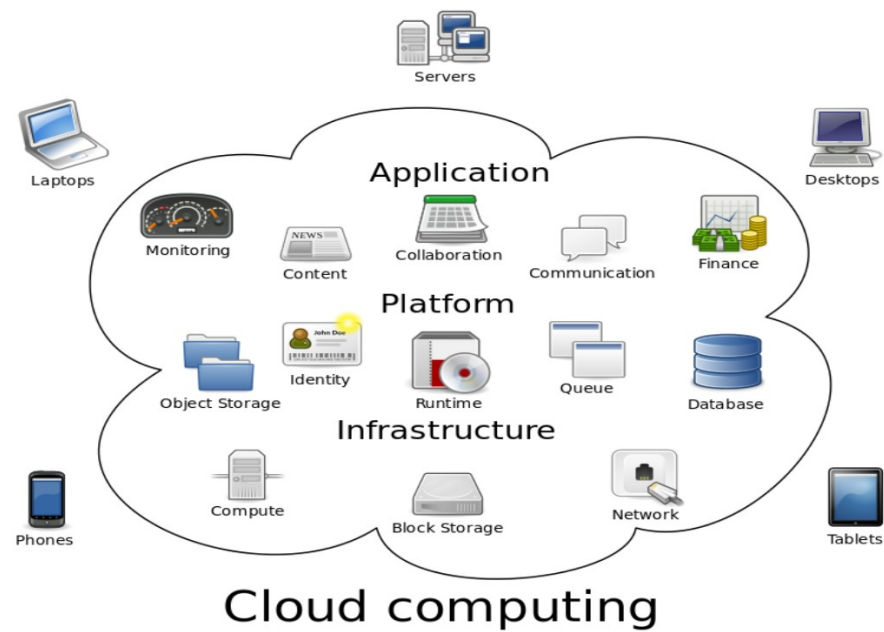 Servers
Laptops
Desktops
Application
Monitoring
NEWS
Content
Collaboration
Communication
Finance
Platform
John Doe
Object Storage
Identity
Runtime
Queue
Database
Infrastructure
Compute
Block Storage
Network
Phones
Tablets
Cloud computing